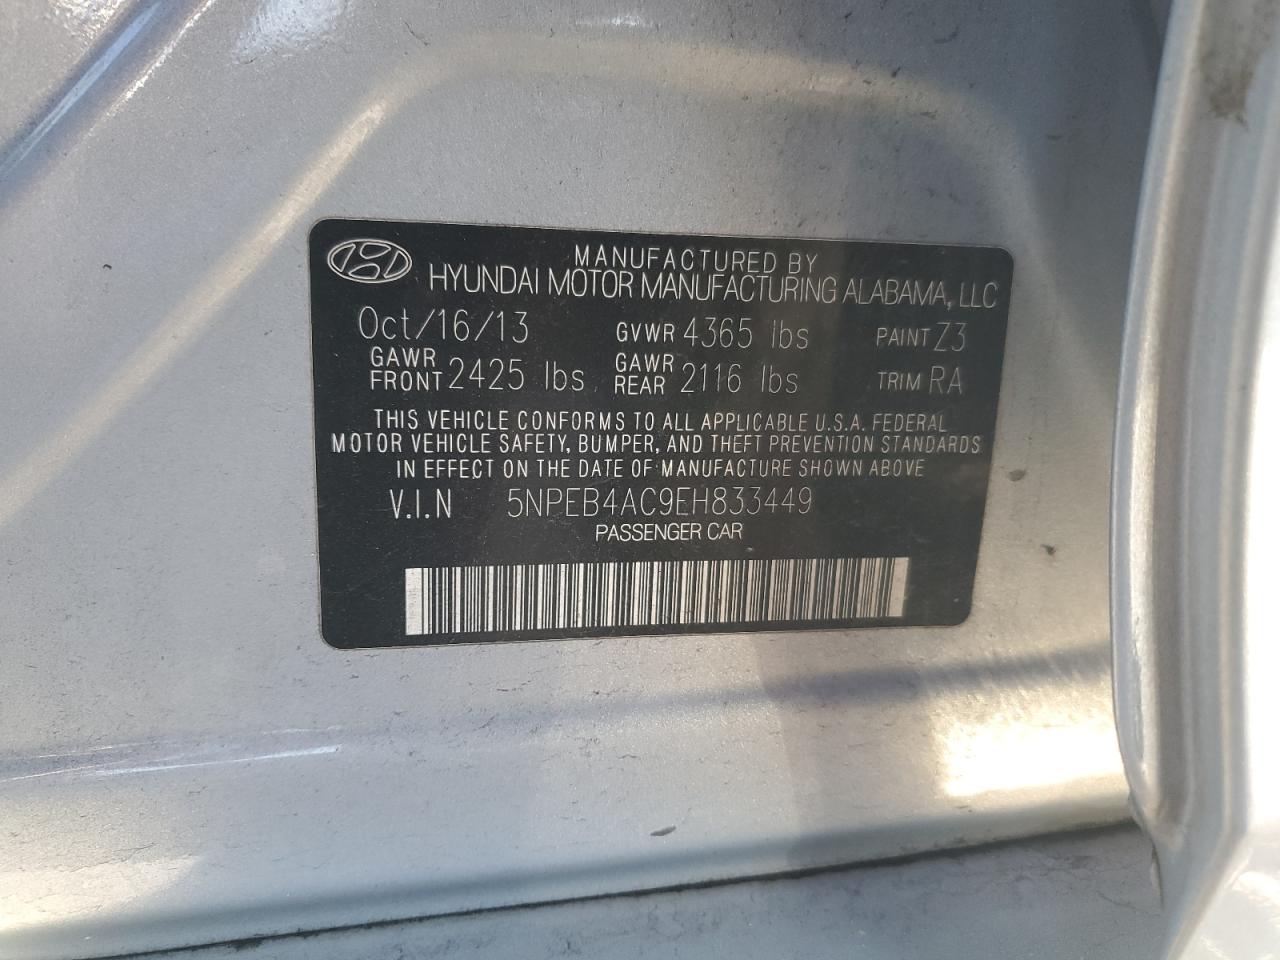 MANUFACTURED BY
HYUNDAI MOTOR MANUFACTURING ALABAMA, LLC
Oct/16/13 GVWR 4365 lbs PAINT Z3
GAWR FRONT 2425 lbs GAWR REAR 2116 lbs TRIM RA
THIS VEHICLE CONFORMS TO ALL APPLICABLE U.S.A. FEDERAL
MOTOR VEHICLE SAFETY, BUMPER, AND THEFT PREVENTION STANDARDS
IN EFFECT ON THE DATE OF MANUFACTURE SHOWN ABOVE
V.I.N 5NPEB4AC9EH833449
PASSENGER CAR